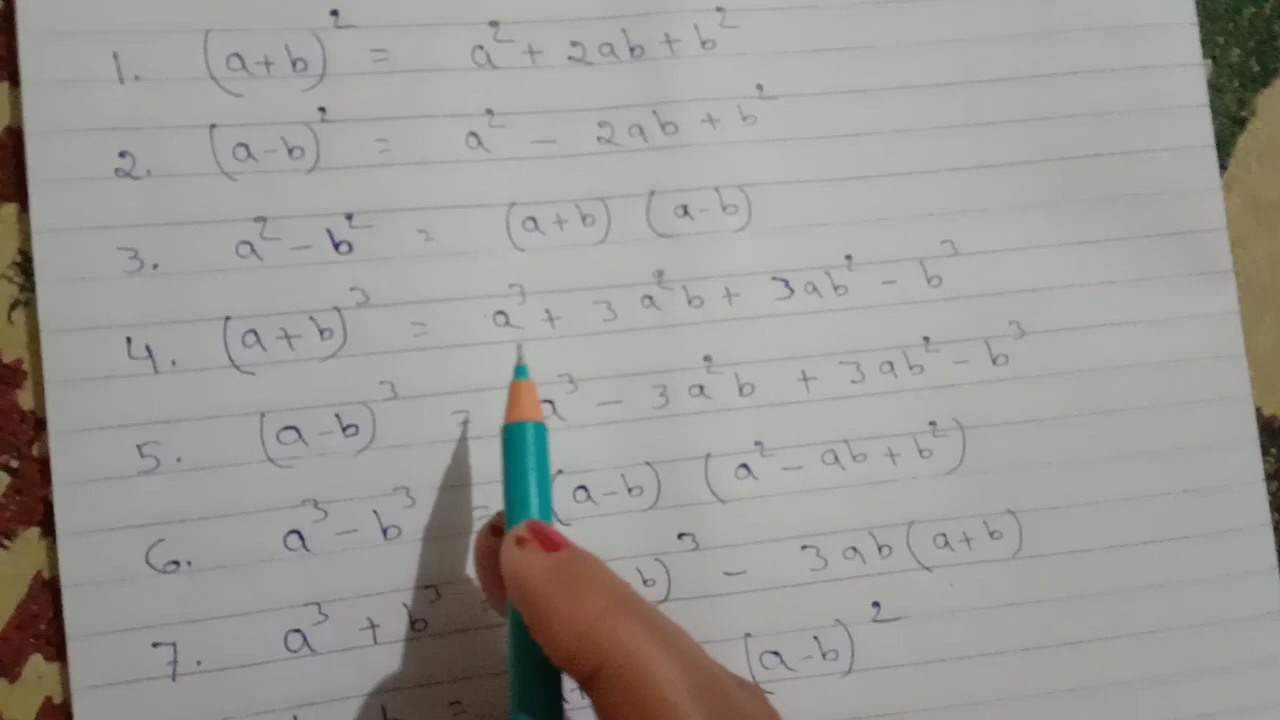 1. (a+b)² = a² + 2ab + b²
2. (a-b)² = a² - 2ab + b²
3. a² - b² = (a+b) (a-b)
4. (a+b)³ = a³ + 3a²b + 3ab² - b³
5. (a-b)³ = a³ - 3a²b + 3ab² - b³
6. a³ - b³ = (a-b) (a² - ab + b²)
7. a³ + b³ = b)³ - 3ab(a+b)
b = (a-b)²